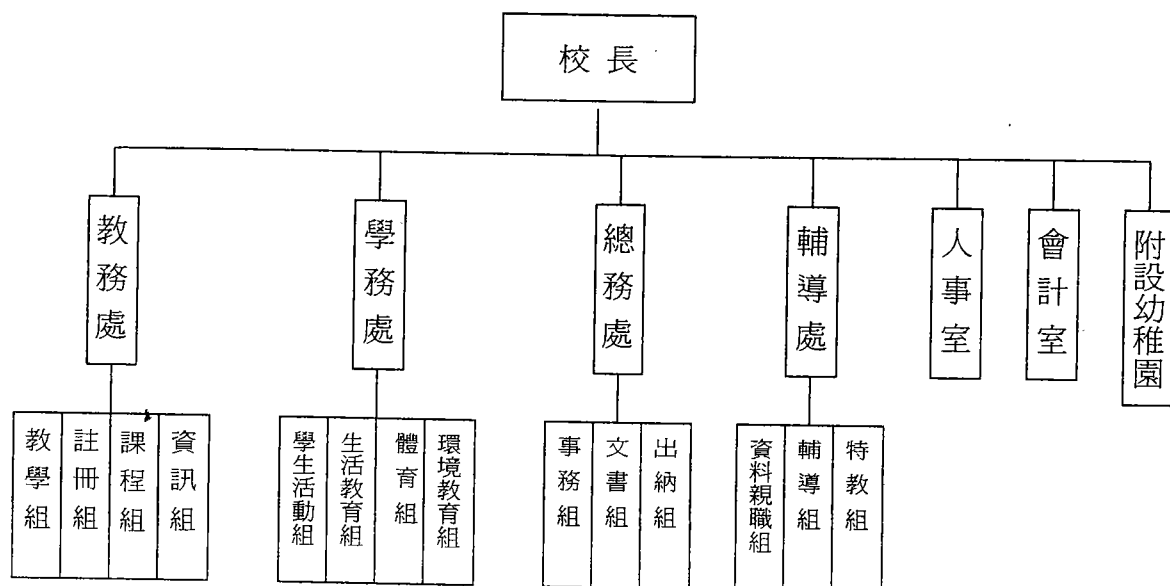 校長
教務處
學務處
總務處
輔導處
人事室
會計室
附設幼稚園
教學組
註冊組
課程組
資訊組
學生活動組
生活教育組
體育組
環境教育組
事務組
文書組
出納組
資料親職組
輔導組
特教組